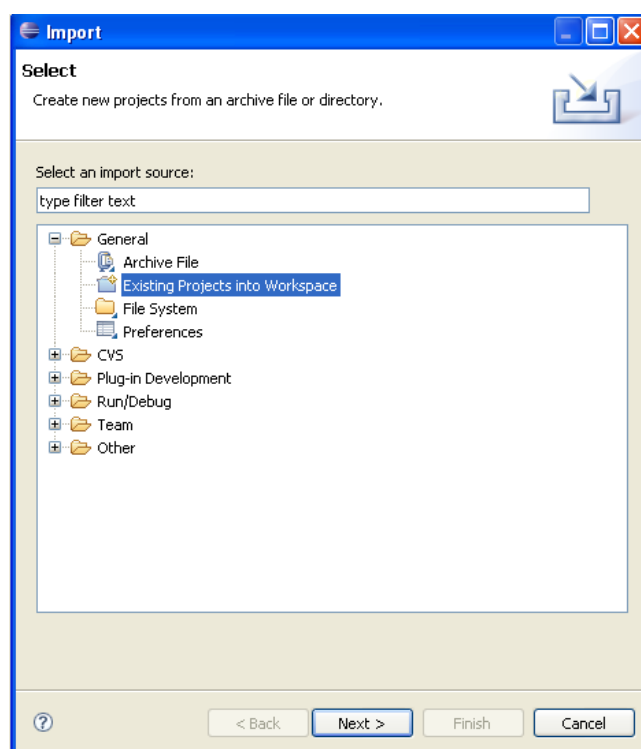 Import
Select
Create new projects from an archive file or directory.
Select an import source:
type filter text
General
Archive File
Existing Projects into Workspace
File System
Preferences
CVS
Plug-in Development
Run/Debug
Team
Other
? < Back Next > Finish Cancel